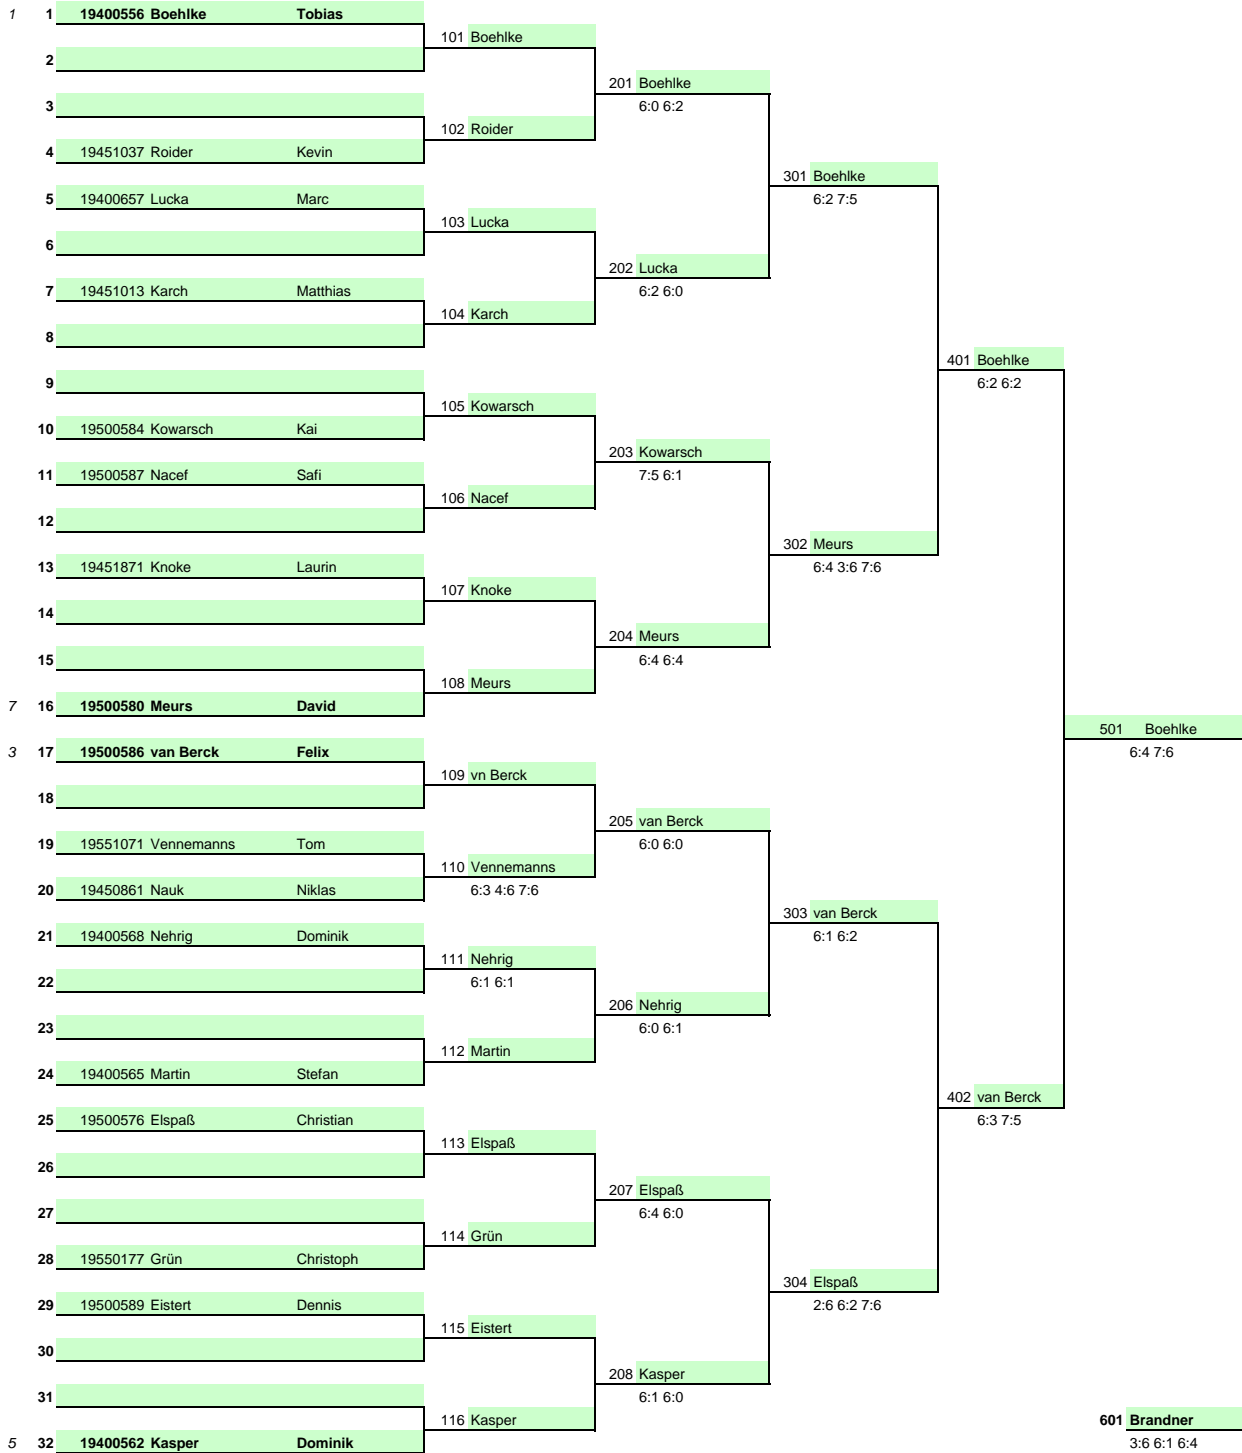 1 1 19400556 Boehlke Tobias
101 Boehlke
2
201 Boehlke
3 6:0 6:2
102 Roider
4 19451037 Roider Kevin
301 Boehlke
5 19400657 Lucka Marc 6:2 7:5
103 Lucka
6
202 Lucka
7 19451013 Karch Matthias 6:2 6:0
104 Karch
8
401 Boehlke
9 6:2 6:2
105 Kowarsch
10 19500584 Kowarsch Kai
203 Kowarsch
11 19500587 Nacef Safi 7:5 6:1
106 Nacef
12
302 Meurs
13 19451871 Knoke Laurin 6:4 3:6 7:6
107 Knoke
14
204 Meurs
15 6:4 6:4
108 Meurs
7 16 19500580 Meurs David
501 Boehlke
3 17 19500586 van Berck Felix 6:4 7:6
109 vn Berck
18
205 van Berck
19 19551071 Vennemanns Tom 6:0 6:0
110 Vennemanns
20 19450861 Nauk Niklas 6:3 4:6 7:6
303 van Berck
21 19400568 Nehrig Dominik 6:1 6:2
111 Nehrig
22 6:1 6:1
206 Nehrig
23 6:0 6:1
112 Martin
24 19400565 Martin Stefan
402 van Berck
25 19500576 Elspaß Christian 6:3 7:5
113 Elspaß
26
207 Elspaß
27 6:4 6:0
114 Grün
28 19550177 Grün Christoph
304 Elspaß
29 19500589 Eistert Dennis 2:6 6:2 7:6
115 Eistert
30
208 Kasper
31 6:1 6:0
116 Kasper 601 Brandner
5 32 19400562 Kasper Dominik 3:6 6:1 6:4